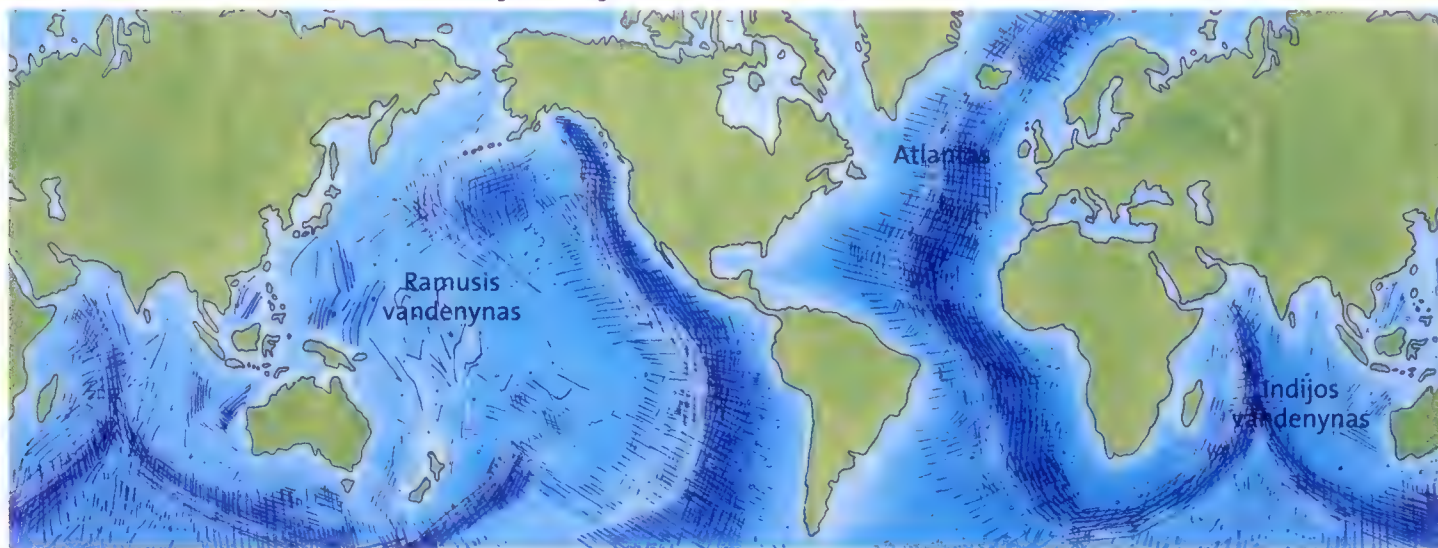 Atlantas
Ramusis
vandenynas
Indijos
vandenynas